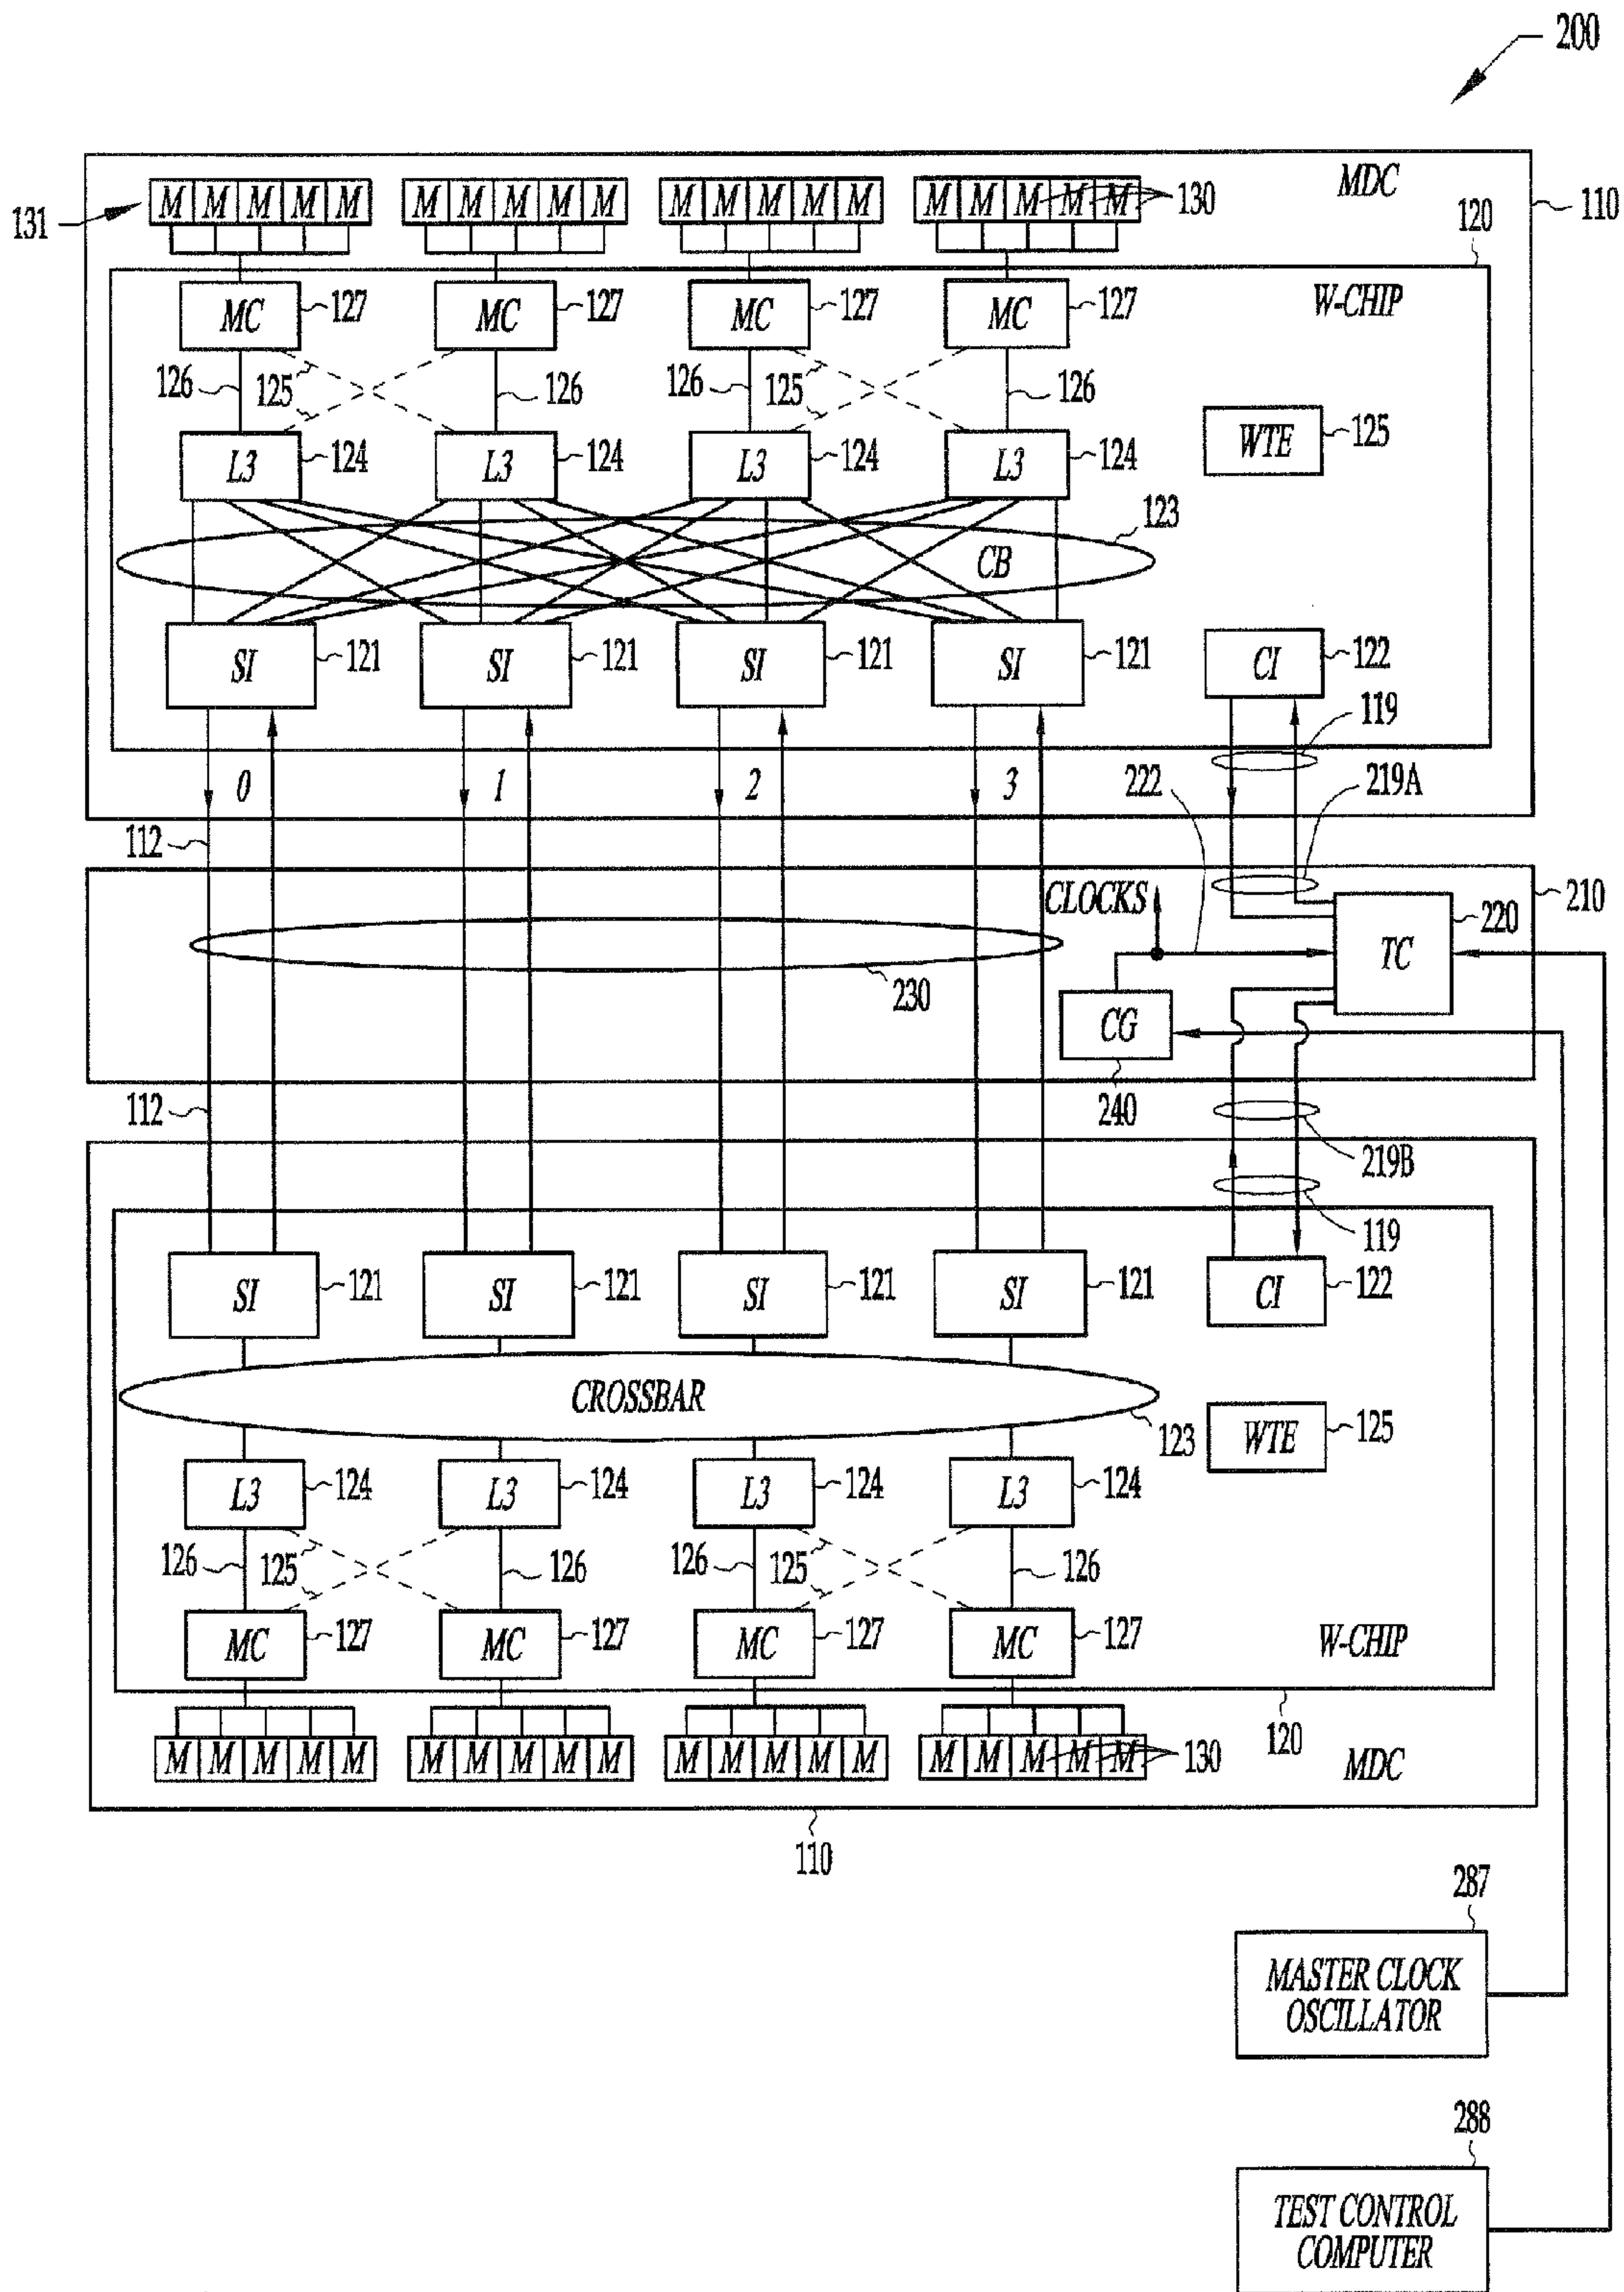 200
M M M M M M M M M M M M M M M M M M M M MDC
131 130 110
120
MC 127 MC 127 MC 127 MC 127 W-CHIP
126 125 126 126 125 126
L3 124 L3 124 L3 124 L3 124 WTE 125
123
CB
SI 121 SI 121 SI 121 SI 121 CI 122
119
0 1 2 3 222 219A
112
CLOCKS 210
220
TC
230
CG
112 240
219B
119
SI 121 SI 121 SI 121 SI 121 CI 122
CROSSBAR
123 WTE 125
L3 124 L3 124 L3 124 L3 124
126 125 126 126 125 126
MC 127 MC 127 MC 127 MC 127 W-CHIP
120
M M M M M M M M M M M M M M M M M M M M 130 MDC
110
287
MASTER CLOCK
OSCILLATOR
288
TEST CONTROL
COMPUTER